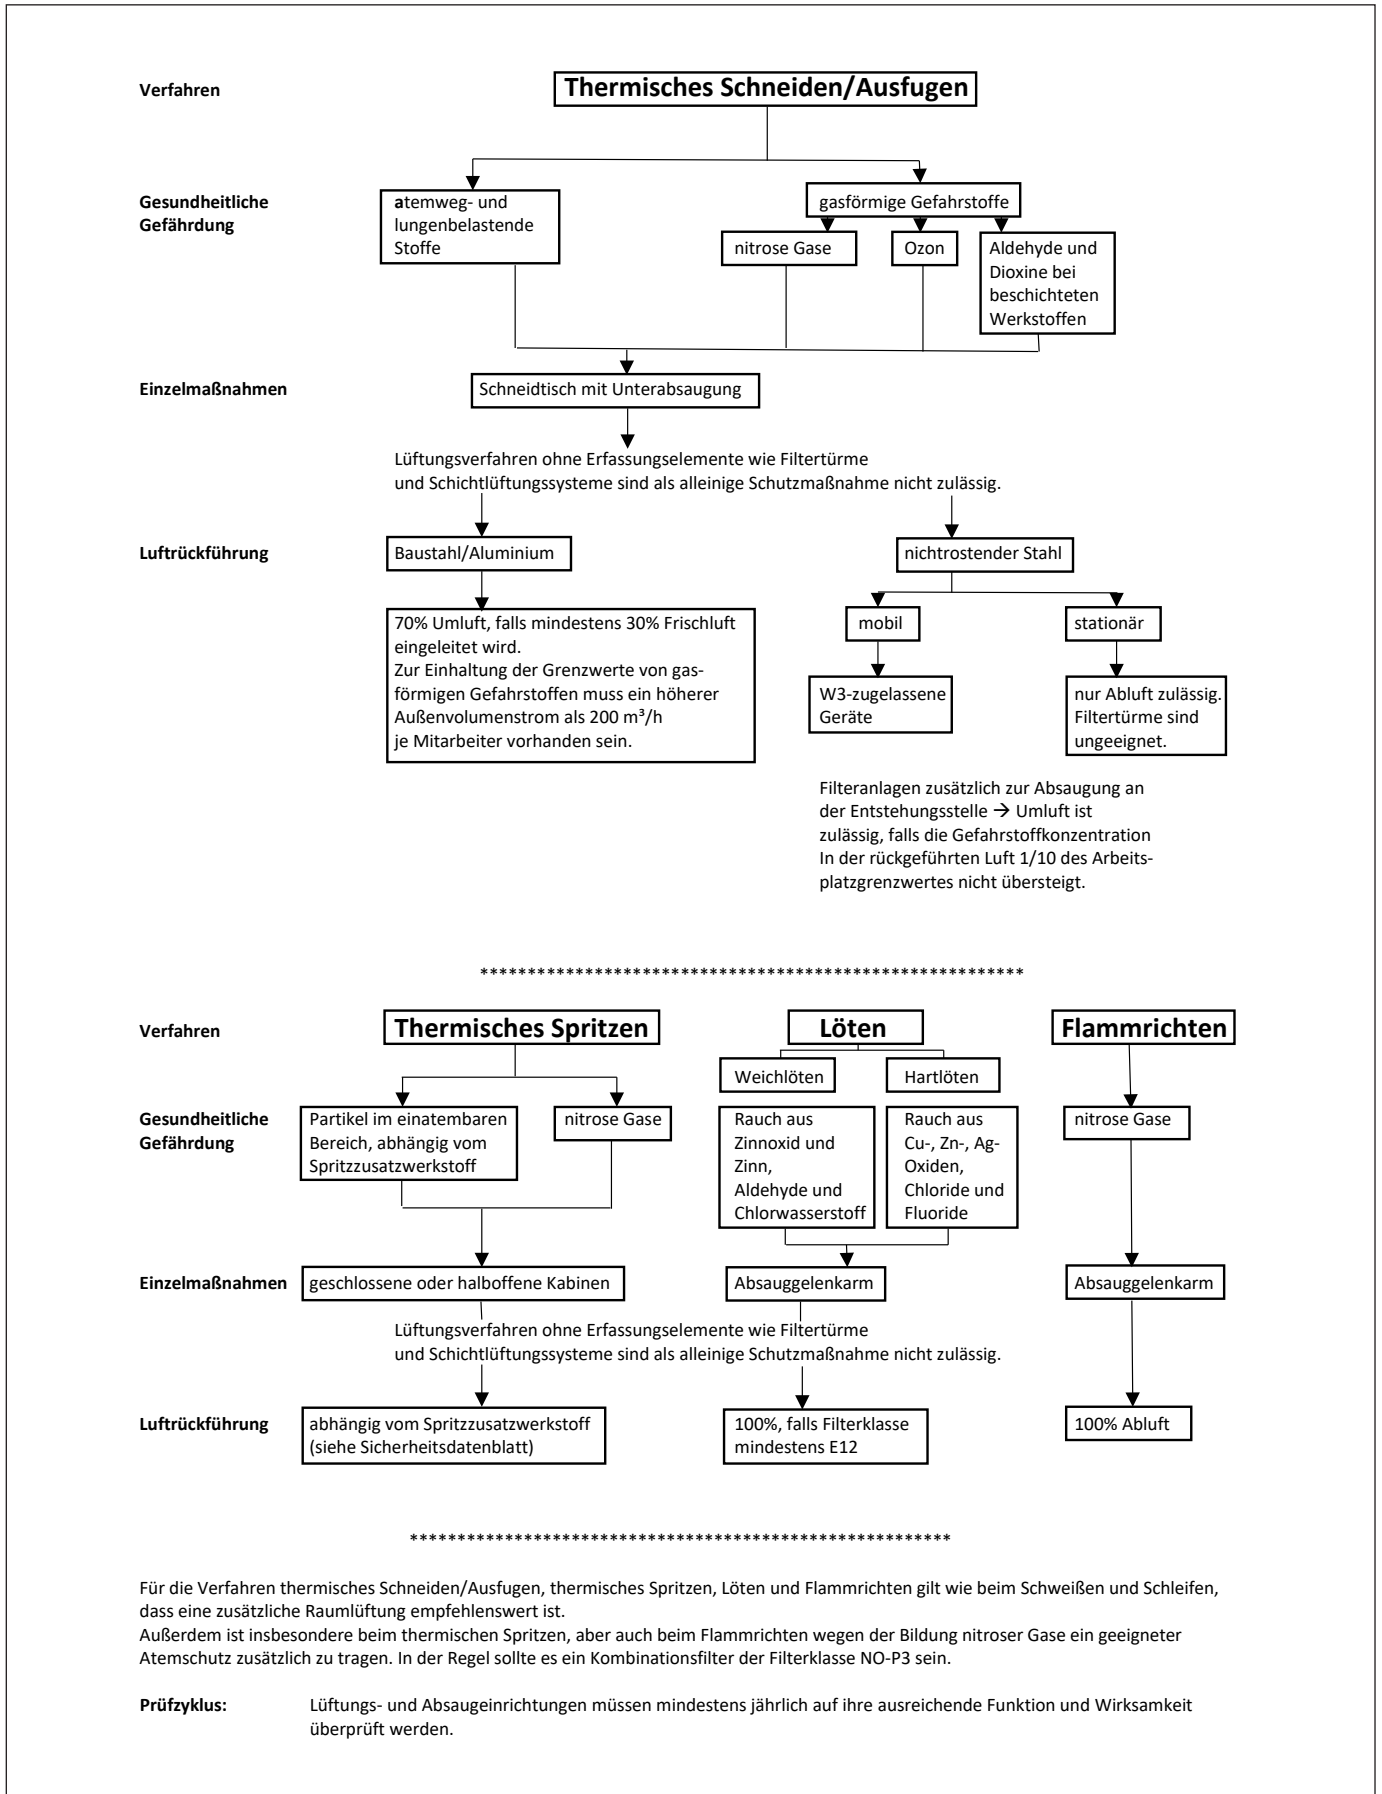 Verfahren
Thermisches Schneiden/Ausfugen
Gesundheitliche
Gefährdung
atemweg- und
lungenbelastende
Stoffe
gasförmige Gefahrstoffe
nitrose Gase
Ozon
Aldehyde und
Dioxine bei
beschichteten
Werkstoffen
Einzelmaßnahmen
Schneidtisch mit Unterabsaugung
Lüftungsverfahren ohne Erfassungselemente wie Filtertürme
und Schichtlüftungssysteme sind als alleinige Schutzmaßnahme nicht zulässig.
Luftrückführung
Baustahl/Aluminium
nichtrostender Stahl
70% Umluft, falls mindestens 30% Frischluft
eingeleitet wird.
Zur Einhaltung der Grenzwerte von gas-
förmigen Gefahrstoffen muss ein höherer
Außenvolumenstrom als 200 m³/h
je Mitarbeiter vorhanden sein.
mobil
stationär
W3-zugelassene
Geräte
nur Abluft zulässig.
Filtertürme sind
ungeeignet.
Filteranlagen zusätzlich zur Absaugung an
der Entstehungsstelle → Umluft ist
zulässig, falls die Gefahrstoffkonzentration
In der rückgeführten Luft 1/10 des Arbeits-
platzgrenzwertes nicht übersteigt.
*********************************************************
Verfahren
Thermisches Spritzen
Löten
Flammrichten
Weichlöten
Hartlöten
Gesundheitliche
Gefährdung
Partikel im einatembaren
Bereich, abhängig vom
Spritzzusatzwerkstoff
nitrose Gase
Rauch aus
Zinnoxid und
Zinn,
Aldehyde und
Chlorwasserstoff
Rauch aus
Cu-, Zn-, Ag-
Oxiden,
Chloride und
Fluoride
nitrose Gase
Einzelmaßnahmen
geschlossene oder halboffene Kabinen
Absauggelenkarm
Absauggelenkarm
Lüftungsverfahren ohne Erfassungselemente wie Filtertürme
und Schichtlüftungssysteme sind als alleinige Schutzmaßnahme nicht zulässig.
Luftrückführung
abhängig vom Spritzzusatzwerkstoff
(siehe Sicherheitsdatenblatt)
100%, falls Filterklasse
mindestens E12
100% Abluft
*********************************************************
Für die Verfahren thermisches Schneiden/Ausfugen, thermisches Spritzen, Löten und Flammrichten gilt wie beim Schweißen und Schleifen,
dass eine zusätzliche Raumlüftung empfehlenswert ist.
Außerdem ist insbesondere beim thermischen Spritzen, aber auch beim Flammrichten wegen der Bildung nitroser Gase ein geeigneter
Atemschutz zusätzlich zu tragen. In der Regel sollte es ein Kombinationsfilter der Filterklasse NO-P3 sein.
Prüfzyklus: Lüftungs- und Absaugeinrichtungen müssen mindestens jährlich auf ihre ausreichende Funktion und Wirksamkeit
überprüft werden.